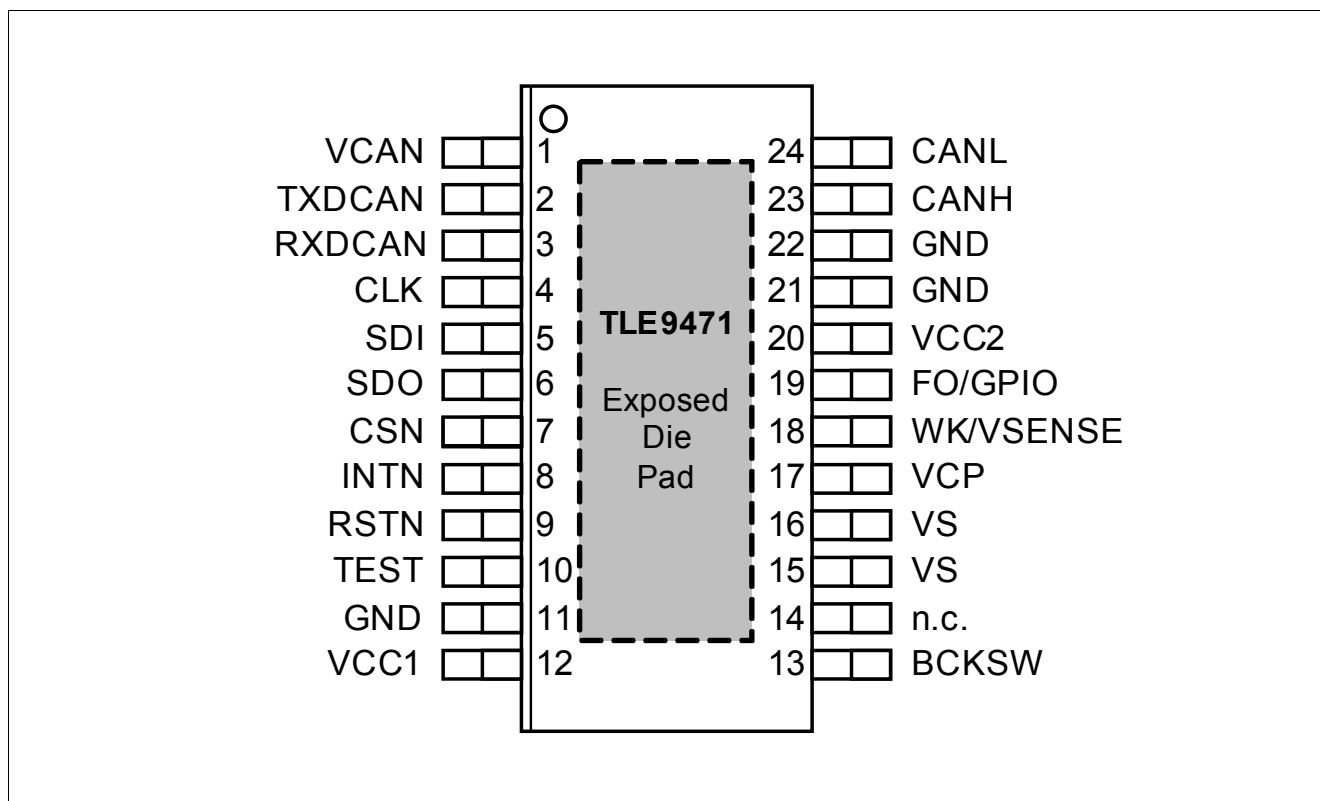 VCAN 1 24 CANL
TXDCAN 2 23 CANH
RXDCAN 3 22 GND
CLK 4 21 GND
SDI 5 TLE9471 20 VCC2
SDO 6 Exposed 19 FO/GPIO
CSN 7 Die 18 WK/VSENSE
INTN 8 Pad 17 VCP
RSTN 9 16 VS
TEST 10 15 VS
GND 11 14 n.c.
VCC1 12 13 BCKSW